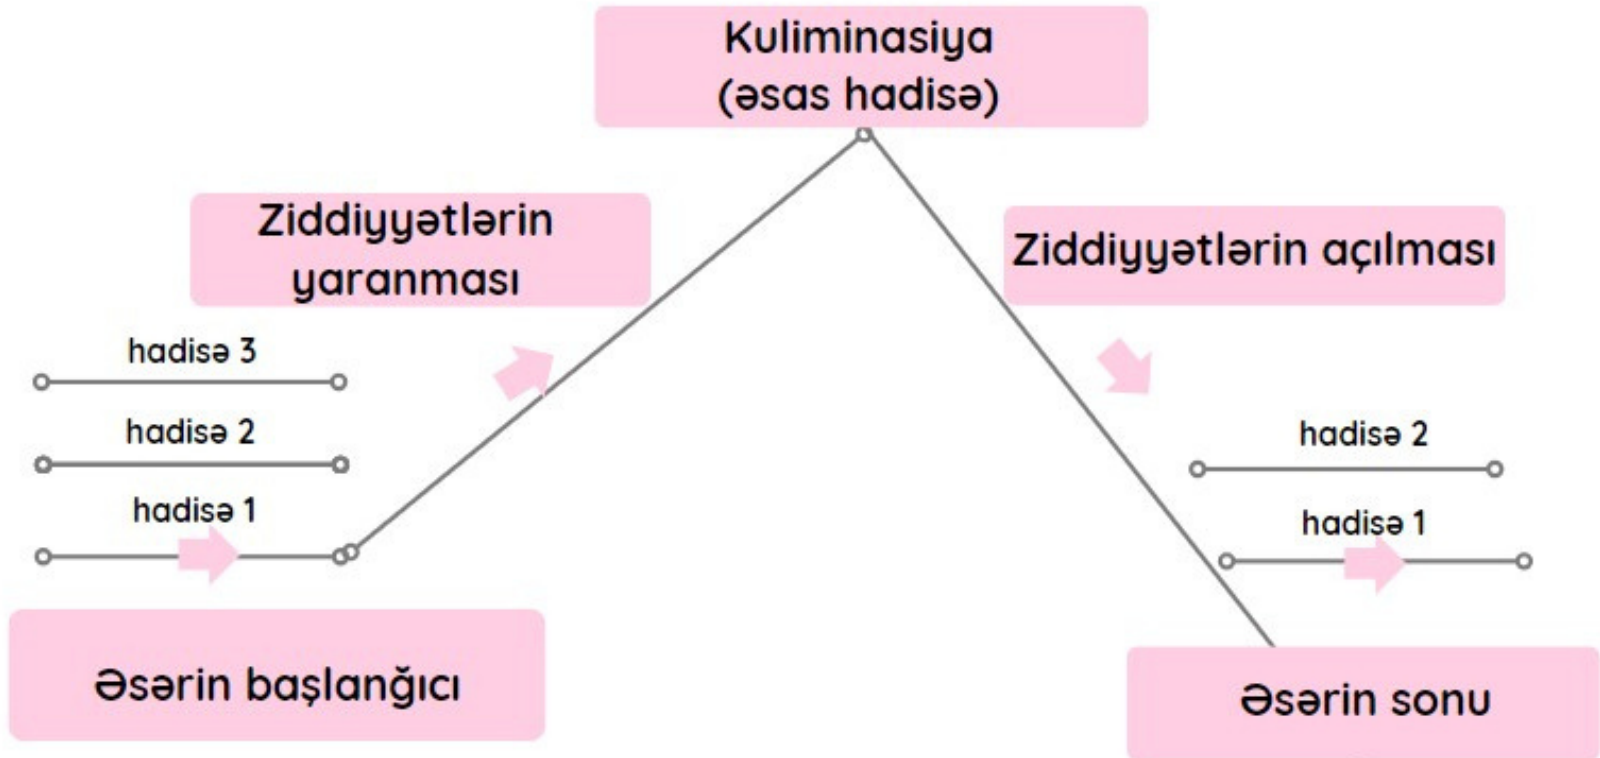 Kuliminasiya
(əsas hadisə)
Ziddiyyətlərin
yaranması
Ziddiyyətlərin açılması
hadisə 3
hadisə 2
hadisə 1
hadisə 2
hadisə 1
Əsərin başlanğıcı
Əsərin sonu